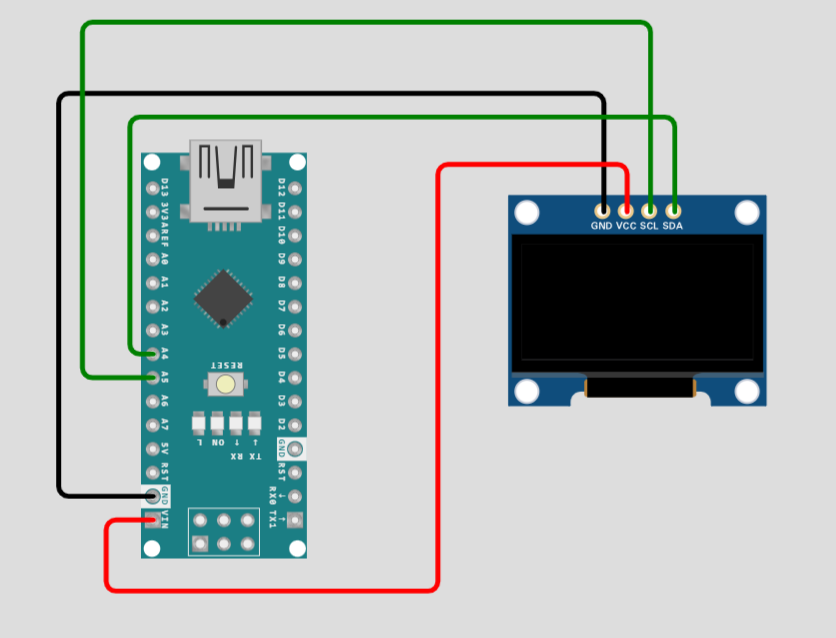 D13
3V3
AREF
A0
A1
A2
A3
A4
A5
A6
A7
5V
RST
GND
VIN
D12
D11
D10
D9
D8
D7
D6
D5
D4
D3
D2
GND
RST
RX0 ↓
TX1 ↑
RESET
L ON ↑ ↓
RX TX
GND VCC SCL SDA